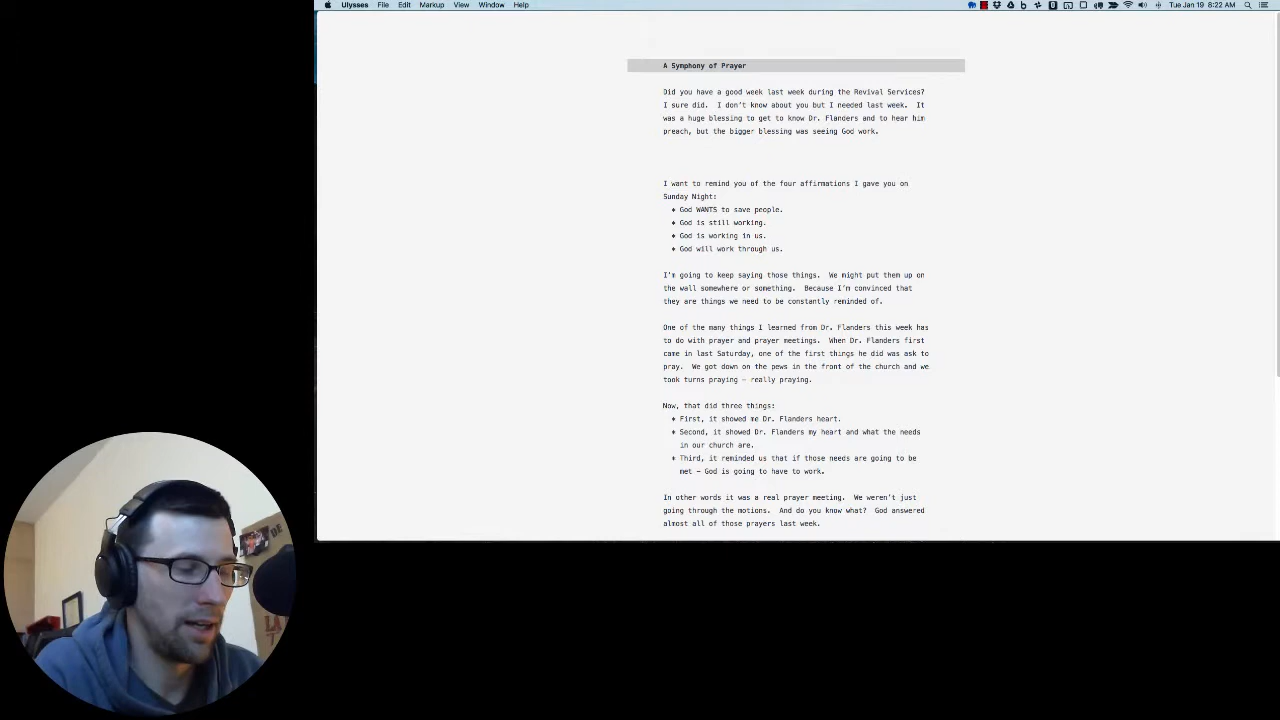 Ulysses File Edit Markup View Window Help Tue Jan 19 8:22 AM
A Symphony of Prayer
Did you have a good week last week during the Revival Services?
I sure did. I don't know about you but I needed last week. It
was a huge blessing to get to know Dr. Flanders and to hear him
preach, but the bigger blessing was seeing God work.
I want to remind you of the four affirmations I gave you on
Sunday Night:
* God WANTS to save people.
* God is still working.
* God is working in us.
* God will work through us.
I'm going to keep saying those things. We might put them up on
the wall somewhere or something. Because I'm convinced that
they are things we need to be constantly reminded of.
One of the many things I learned from Dr. Flanders this week has
to do with prayer and prayer meetings. When Dr. Flanders first
came in last Saturday, one of the first things he did was ask to
pray. We got down on the pews in the front of the church and we
took turns praying – really praying.
Now, that did three things:
* First, it showed me Dr. Flanders heart.
* Second, it showed Dr. Flanders my heart and what the needs
in our church are.
* Third, it reminded us that if those needs are going to be
met – God is going to have to work.
In other words it was a real prayer meeting. We weren't just
going through the motions. And do you know what? God answered
almost all of those prayers last week.